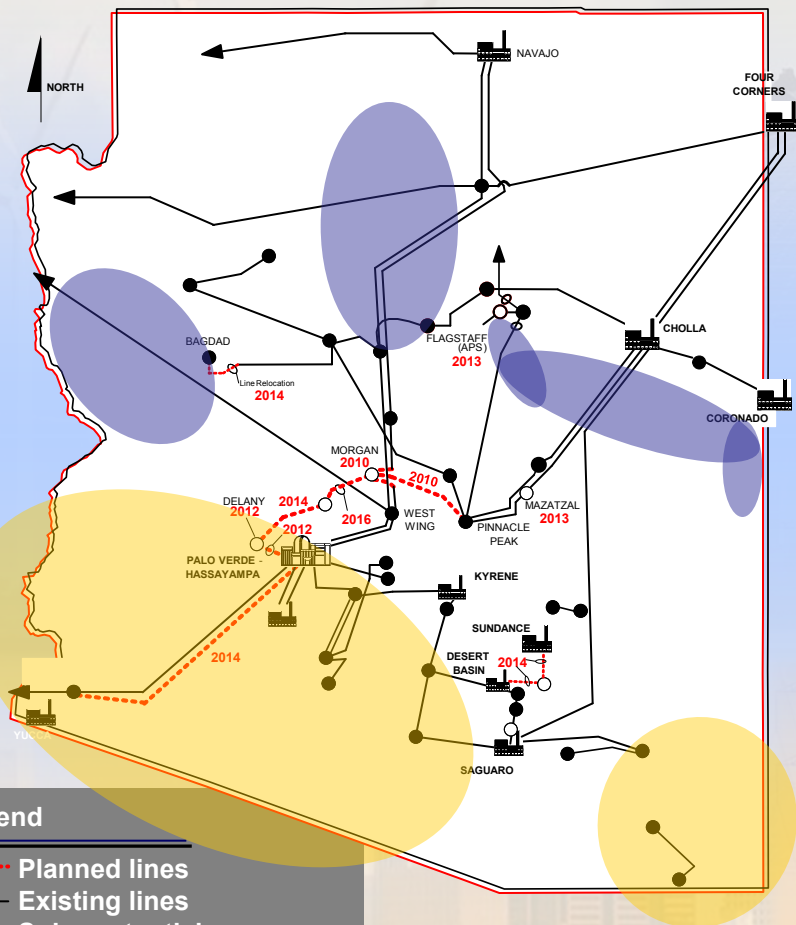 NAVAJO
FOUR
CORNERS
NORTH
CHOLLA
BAGDAD
FLAGSTAFF
(APS)
2013
Line Relocation
2014
CORONADO
MORGAN
2010
2010
DELANY
2012
2014
2016
2012
WEST
WING
PINNACLE
PEAK
MAZATZAL
2013
PALO VERDE -
HASSAYAMPA
KYRENE
SUNDANCE
DESERT
BASIN
2014
2014
YUCCA
SAGUARO
end
Planned lines
Existing lines